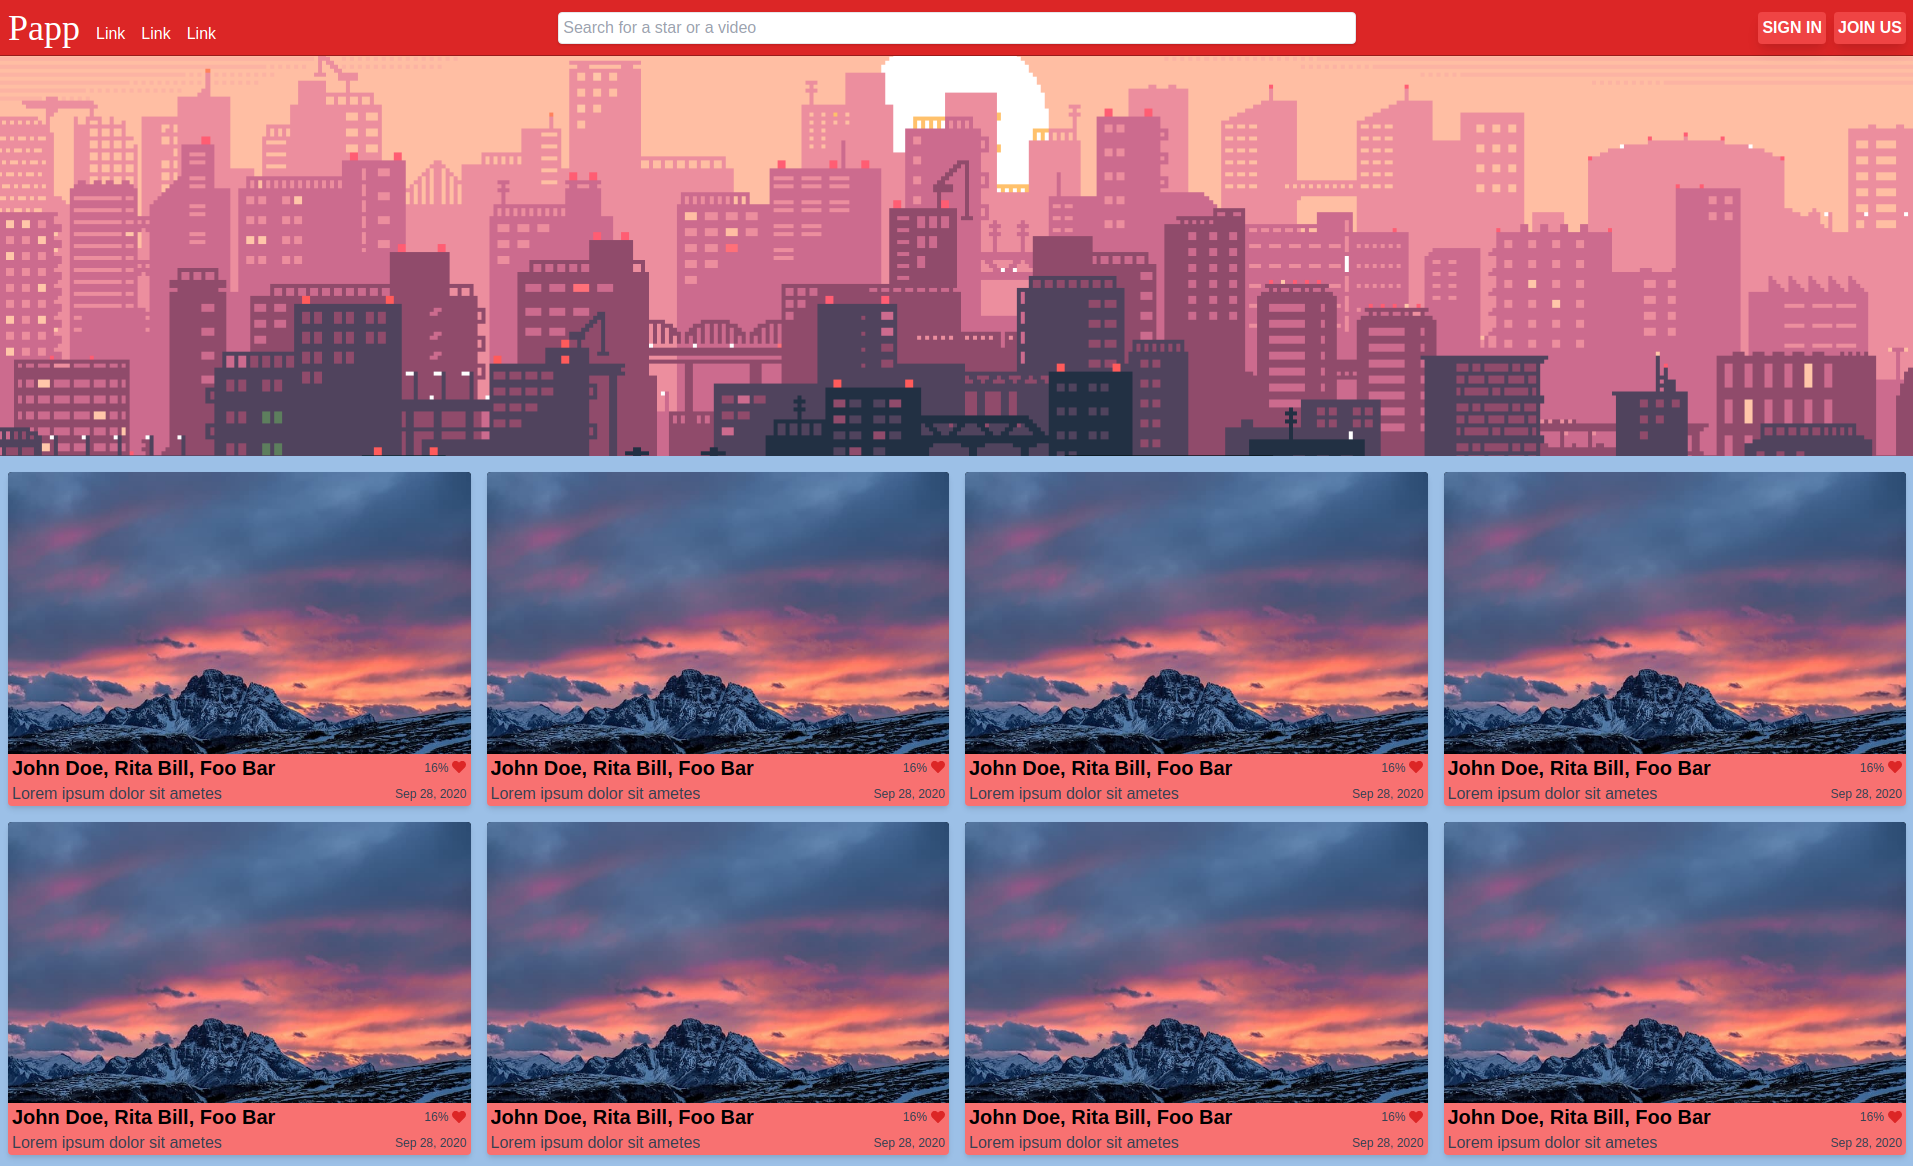 Papp Link Link Link Search for a star or a video SIGN IN JOIN US
John Doe, Rita Bill, Foo Bar 16% John Doe, Rita Bill, Foo Bar 16% John Doe, Rita Bill, Foo Bar 16% John Doe, Rita Bill, Foo Bar 16%
Lorem ipsum dolor sit ametes Sep 28, 2020 Lorem ipsum dolor sit ametes Sep 28, 2020 Lorem ipsum dolor sit ametes Sep 28, 2020 Lorem ipsum dolor sit ametes Sep 28, 2020
John Doe, Rita Bill, Foo Bar 16% John Doe, Rita Bill, Foo Bar 16% John Doe, Rita Bill, Foo Bar 16% John Doe, Rita Bill, Foo Bar 16%
Lorem ipsum dolor sit ametes Sep 28, 2020 Lorem ipsum dolor sit ametes Sep 28, 2020 Lorem ipsum dolor sit ametes Sep 28, 2020 Lorem ipsum dolor sit ametes Sep 28, 2020